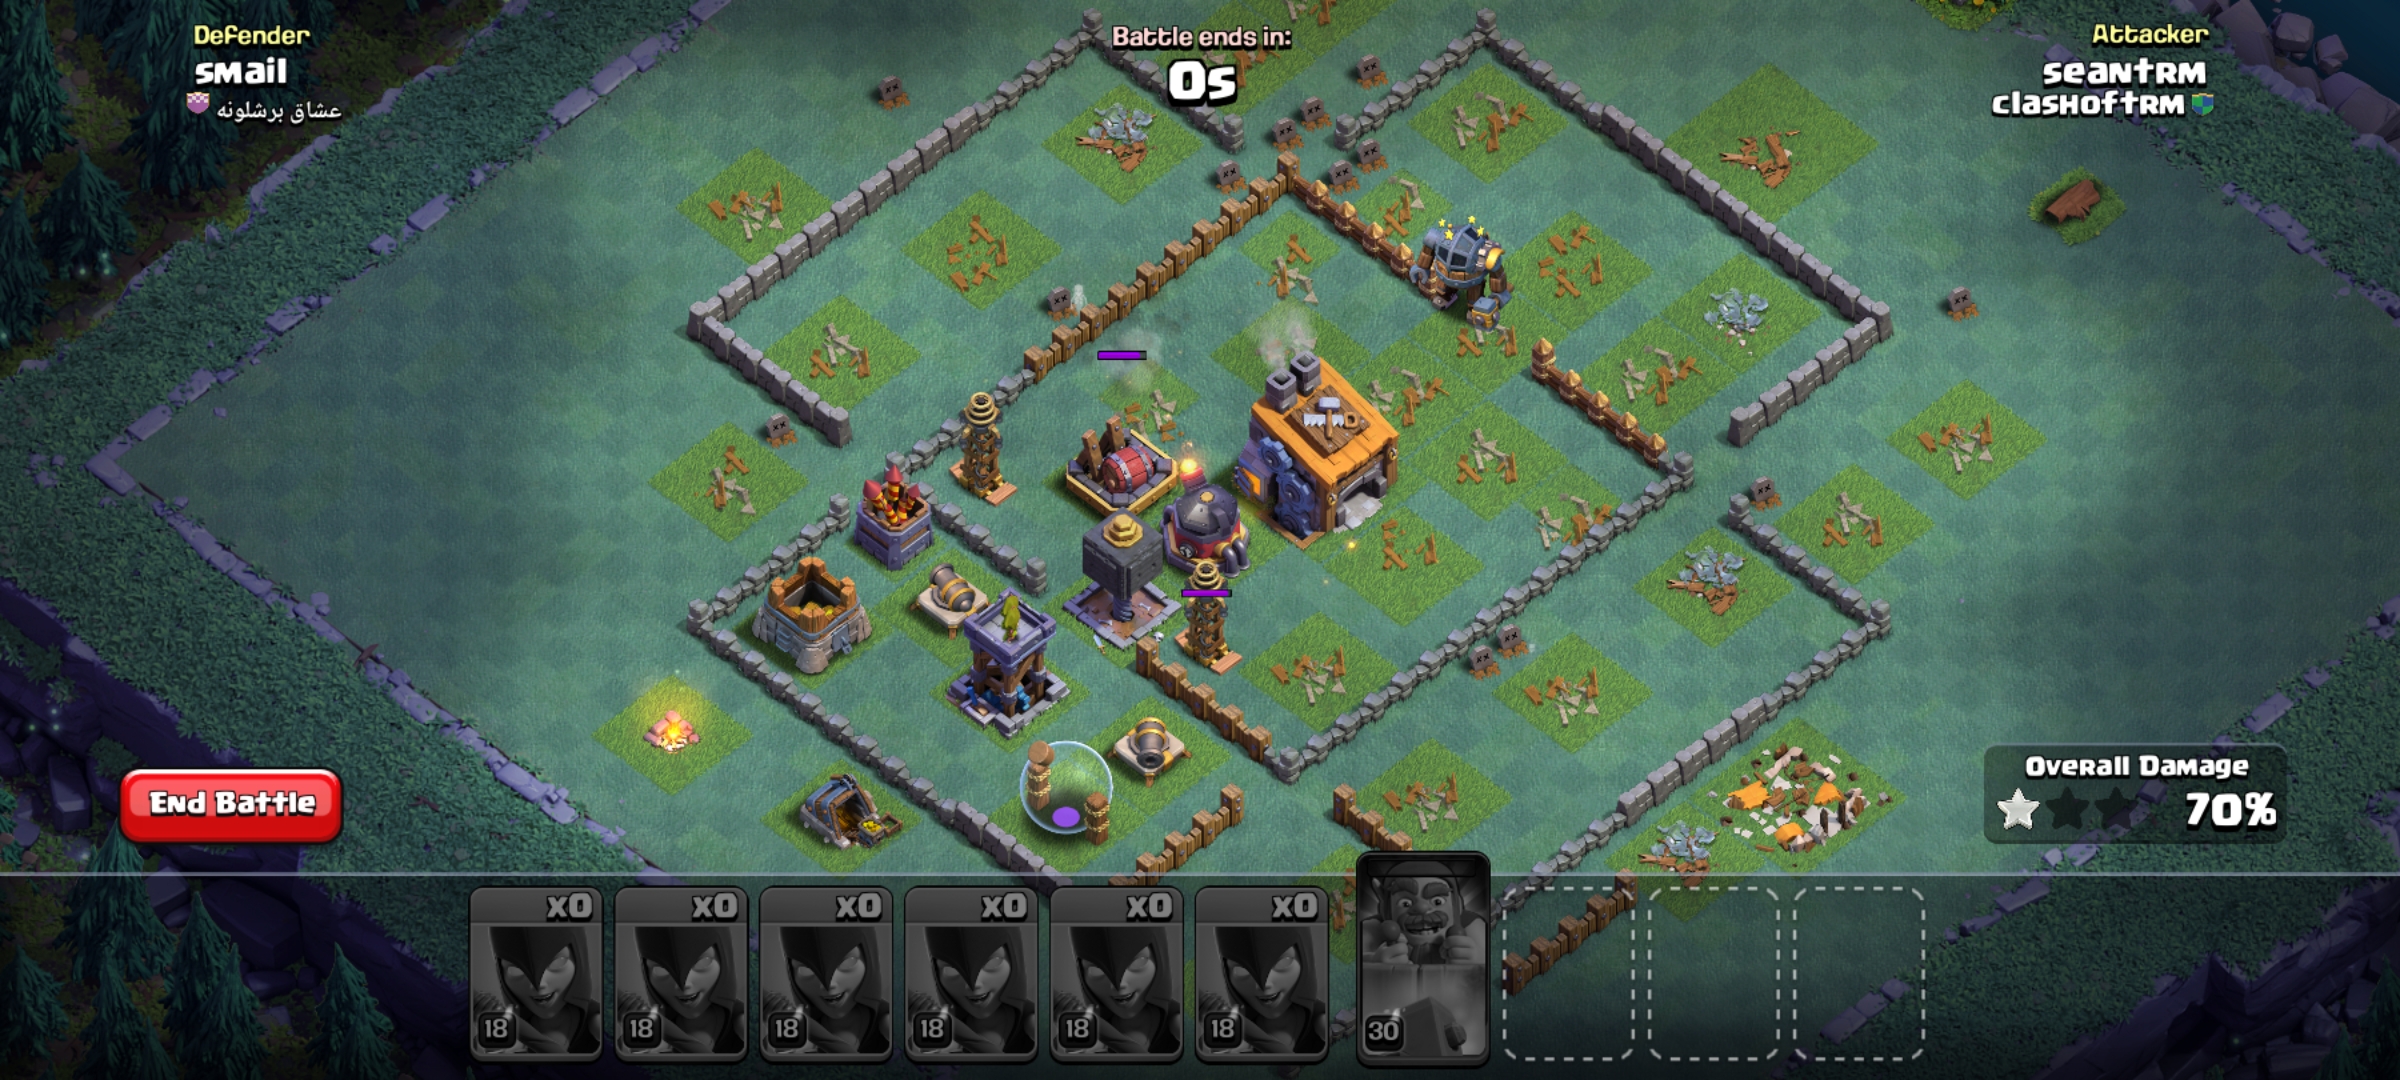 Defender
smail
عشاق برشلونه
Battle ends in:
0s
Attacker
seantRM
clashoftRM
End Battle
Overall Damage
70%
x0
x0
x0
x0
x0
x0
18
18
18
18
18
18
30